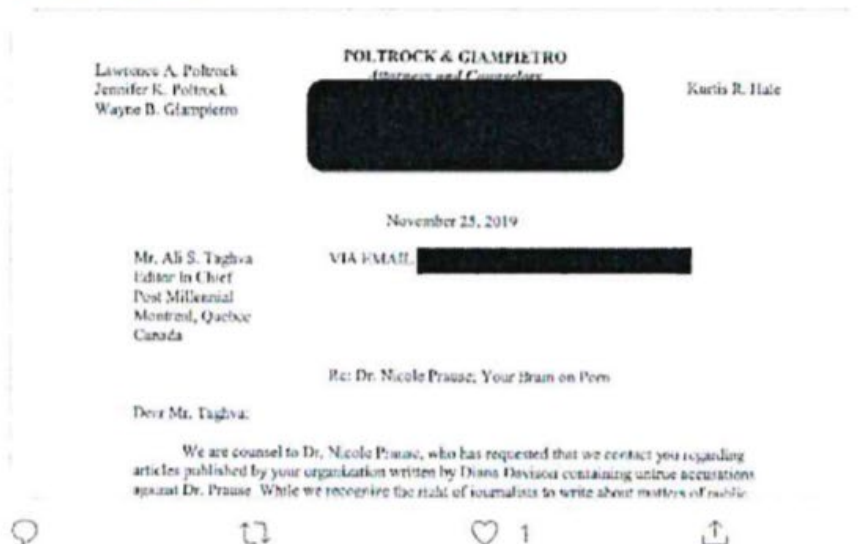 POLTROCK & GIAMPIETRO
Attorneys and Counselors
Lawrence A. Poltrock
Jennifer K. Poltrock
Wayne B. Giampietro
Kurtis R. Hale
November 25, 2019
Mr. Ali S. Taghva
Editor In Chief
Post Millennial
Montreal, Quebec
Canada
VIA EMAIL
Re: Dr. Nicole Prause, Your Brain on Porn
Dear Mr. Taghva:
We are counsel to Dr. Nicole Prause, who has requested that we contact you regarding
articles published by your organization written by Diana Davison containing untrue accusations
against Dr. Prause. While we recognize the right of journalists to write about matters of public
1